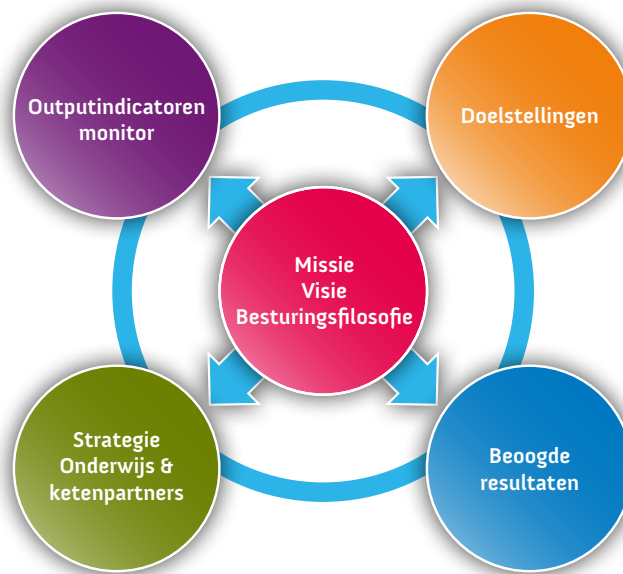 Outputindicatoren
monitor
Doelstellingen
Missie
Visie
Besturingsfilosofie
Strategie
Onderwijs &
ketenpartners
Beoogde
resultaten